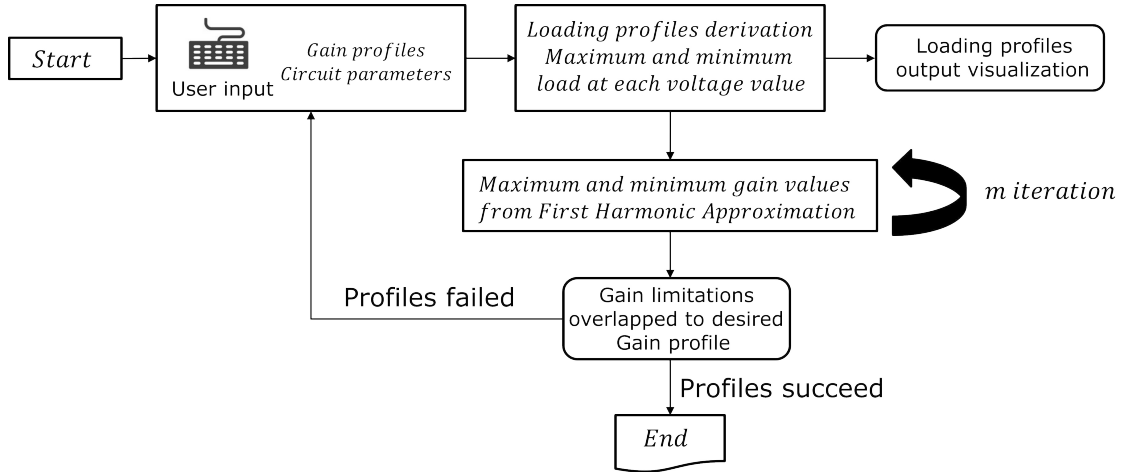 Start
User input
Gain profiles
Circuit parameters
Loading profiles derivation
Maximum and minimum
load at each voltage value
Loading profiles
output visualization
Maximum and minimum gain values
from First Harmonic Approximation
m iteration
Profiles failed
Gain limitations
overlapped to desired
Gain profile
Profiles succeed
End